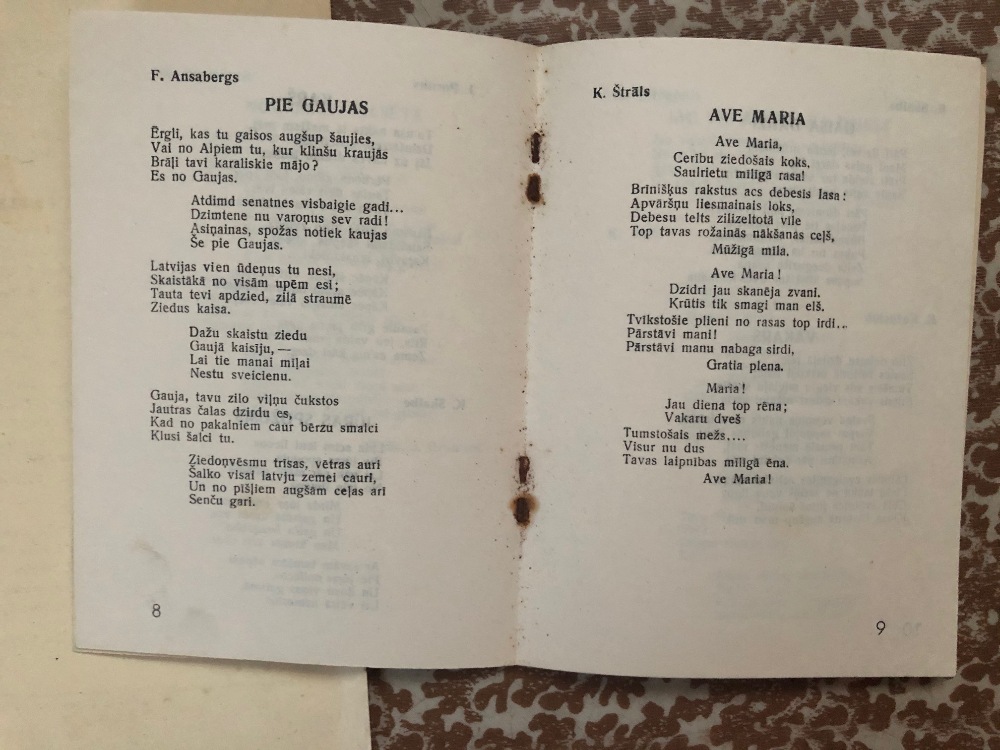 F. Ansabergs
PIE GAUJAS
Ērgli, kas tu gaisos augšup šaujies,
Vai no Alpiem tu, kur klinšu kraujās
Brāļi tavi karaliskie mājo?
Es no Gaujas.
Atdimd senatnes visbaigie gadi...
Dzimtene nu varoņus sev radi!
Asiņainas, spožas notiek kaujas
Še pie Gaujas.
Latvijas vien ūdeņus tu nesi,
Skaistākā no visām upēm esi;
Tauta tevi apdzied, zilā straumē
Ziedus kaisa.
Dažu skaistu ziedu
Gaujā kaisīju, —
Lai tie manai mīļai
Nestu sveicienu.
Gauja, tavu zilo viļņu čukstos
Jautras čalas dzirdu es,
Kad no pakalniem caur bērzu smalci
Klusi šalci tu.
Ziedoņvēsmu trīsas, vētras auri
Šalko visai latvju zemei cauri,
Un no pīšļiem augšām ceļas arī
Senču gari.
8
K. Štrāls
AVE MARIA
Ave Maria,
Cerību ziedošais koks.
Saulrietu mīlīgā rasa!
Brīnišķus rakstus acs debesīs lasa:
Apvāršņu liesmainais loks,
Debesu telts zilizeltotā vīle
Top tavas rožainās nākšanas ceļš,
Mūžīgā mīla.
Ave Maria!
Dzidri jau skanēja zvani.
Krūtis tik smagi man elš.
Tvīkstošie plieni no rasas top irdi...
Pārstāvi mani!
Pārstāvi manu nabaga sirdi,
Gratia plena.
Maria!
Jau diena top rēna;
Vakaru dveš
Tumstošais mežs....
Visur nu dus
Tavas laipnības mīlīgā ēna.
Ave Maria!
9